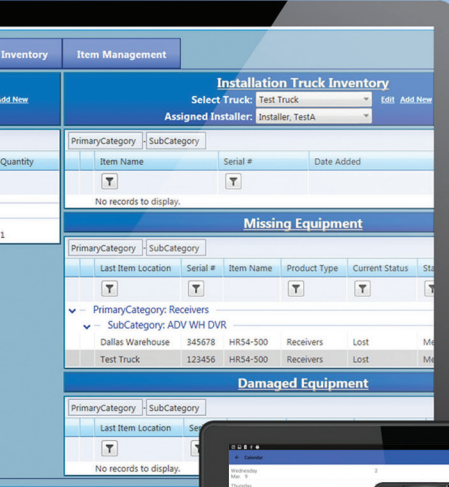 Inventory
Item Management
Add New
Quantity
1
Installation Truck Inventory
Select Truck: Test Truck Edit Add New
Assigned Installer: Installer, TestA
PrimaryCategory - SubCategory
Item Name Serial # Date Added
No records to display.
Missing Equipment
PrimaryCategory - SubCategory
Last Item Location Serial # Item Name Product Type Current Status Sta
PrimaryCategory: Receivers
SubCategory: ADV WH DVR
Dallas Warehouse 345678 HR54-500 Receivers Lost Me
Test Truck 123456 HR54-500 Receivers Lost Me
Damaged Equipment
PrimaryCategory - SubCategory
Last Item Location Se
No records to display.
Calendar
Wednesday 2
Mar.
Thursday